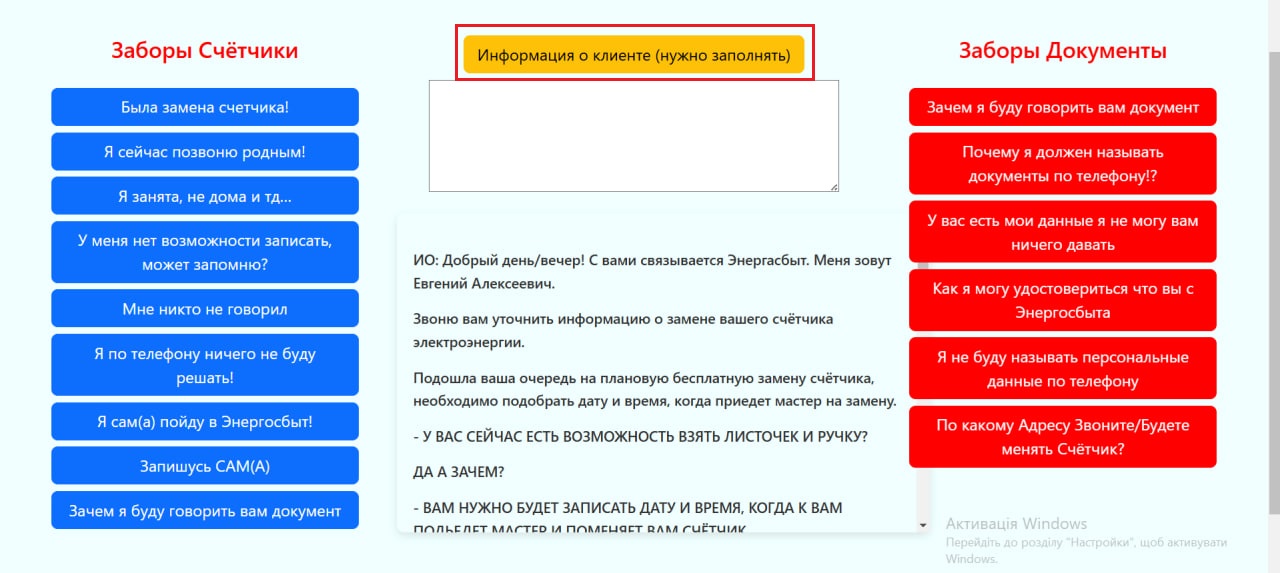 Заборы Счётчики
Была замена счетчика!
Я сейчас позвоню родным!
Я занята, не дома и тд...
У меня нет возможности записать,
может запомню?
Мне никто не говорил
Я по телефону ничего не буду
решать!
Я сам(а) пойду в Энергосбыт!
Запишусь САМ(А)
Зачем я буду говорить вам документ
Информация о клиенте (нужно заполнять)
ИО: Добрый день/вечер! С вами связывается Энергасбыт. Меня зовут
Евгений Алексеевич.
Звоню вам уточнить информацию о замене вашего счётчика
электроэнергии.
Подошла ваша очередь на плановую бесплатную замену счётчика,
необходимо подобрать дату и время, когда приедет мастер на замену.
- У ВАС СЕЙЧАС ЕСТЬ ВОЗМОЖНОСТЬ ВЗЯТЬ ЛИСТОЧЕК И РУЧКУ?
ДА А ЗАЧЕМ?
- ВАМ НУЖНО БУДЕТ ЗАПИСАТЬ ДАТУ И ВРЕМЯ, КОГДА К ВАМ
ПОДЪЕДЕТ МАСТЕР И ПОМЕНЯЕТ ВАМ СЧЁТЧИК
Заборы Документы
Зачем я буду говорить вам документ
Почему я должен называть
документы по телефону!?
У вас есть мои данные я не могу вам
ничего давать
Как я могу удостовериться что вы с
Энергосбыта
Я не буду называть персональные
данные по телефону
По какому Адресу Звоните/Будете
менять Счётчик?
Активація Windows
Перейдіть до розділу "Настройки", щоб активувати
Windows.